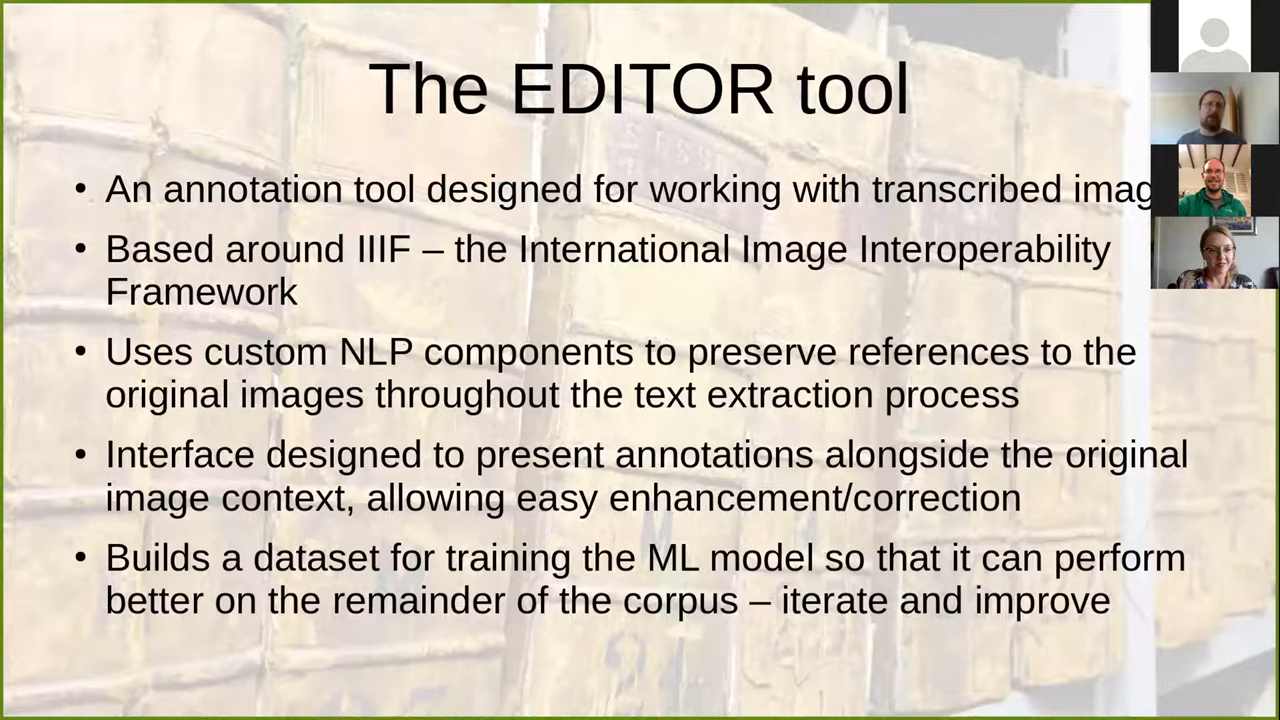 The EDITOR tool
• An annotation tool designed for working with transcribed imag
• Based around IIIF – the International Image Interoperability
Framework
• Uses custom NLP components to preserve references to the
original images throughout the text extraction process
• Interface designed to present annotations alongside the original
image context, allowing easy enhancement/correction
• Builds a dataset for training the ML model so that it can perform
better on the remainder of the corpus – iterate and improve